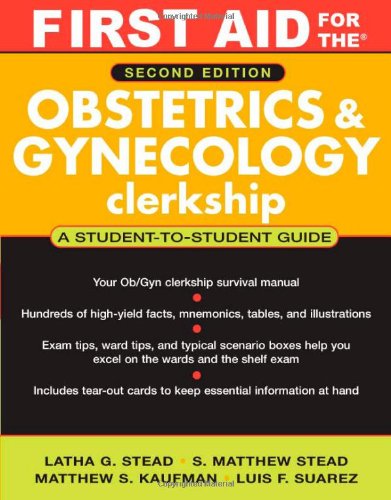 FIRST AID FOR THE®
SECOND EDITION
OBSTETRICS &
GYNECOLOGY
clerkship
A STUDENT-TO-STUDENT GUIDE
Your Ob/Gyn clerkship survival manual
Hundreds of high-yield facts, mnemonics, tables, and illustrations
Exam tips, ward tips, and typical scenario boxes help you
excel on the wards and the shelf exam
Includes tear-out cards to keep essential information at hand
LATHA G. STEAD • S. MATTHEW STEAD
MATTHEW S. KAUFMAN • LUIS F. SUAREZ
Copyrighted Material